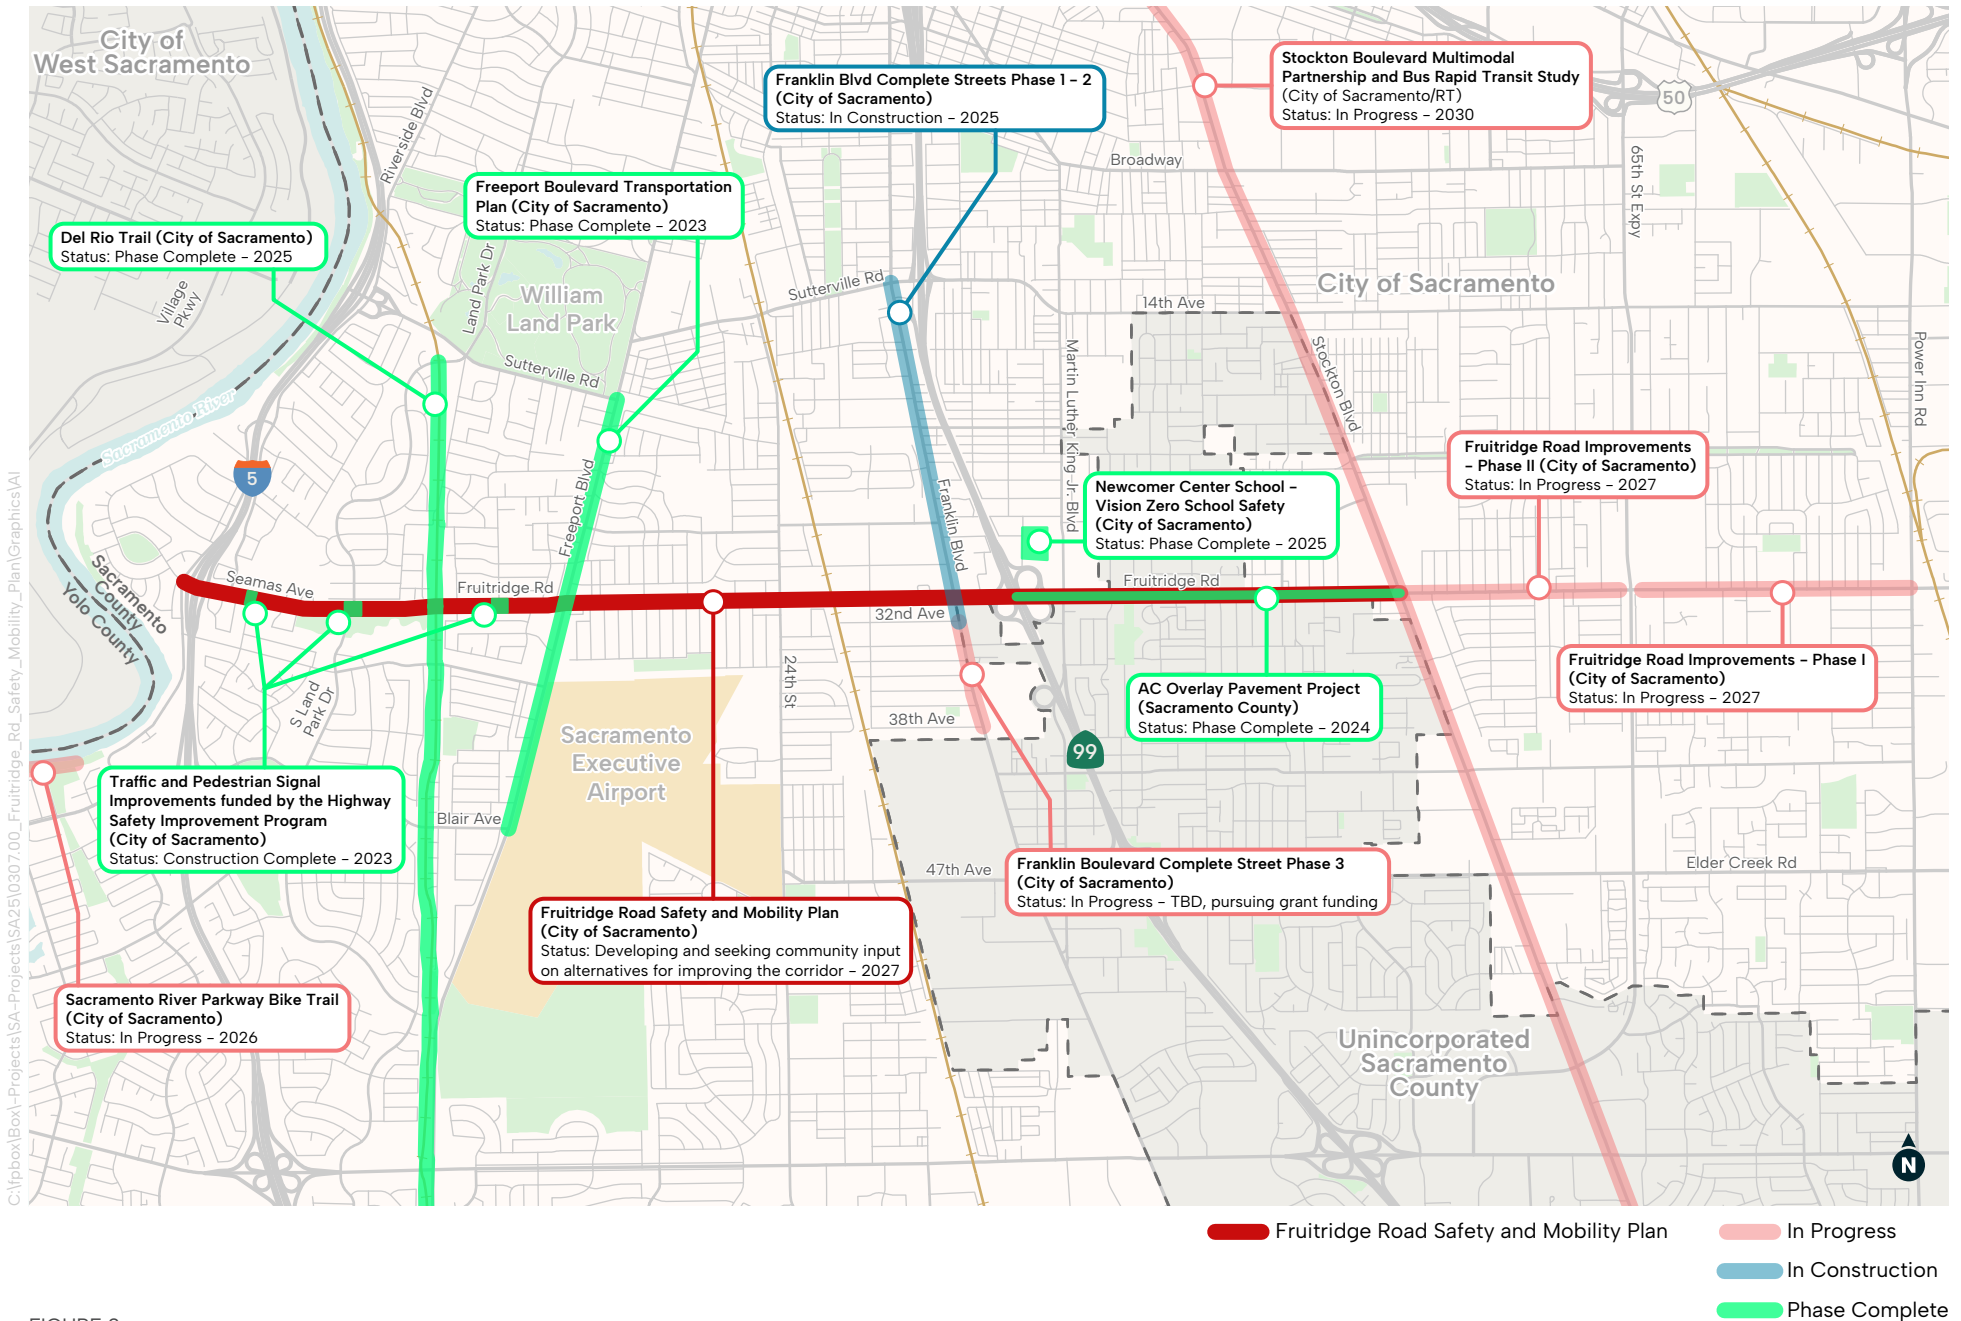 City of
West Sacramento
Riverside Blvd
Franklin Blvd Complete Streets Phase 1 - 2
(City of Sacramento)
Status: In Construction - 2025
Stockton Boulevard Multimodal
Partnership and Bus Rapid Transit Study
(City of Sacramento/RT)
Status: In Progress - 2030
50
Broadway
65th St Expy
Freeport Boulevard Transportation
Plan (City of Sacramento)
Status: Phase Complete - 2023
Del Rio Trail (City of Sacramento)
Status: Phase Complete - 2025
Village
Pkwy
Land Park Dr
William
Land Park
Sutterville Rd
Sutterville Rd
City of Sacramento
14th Ave
Martin Luther King Jr. Blvd
Stockton Blvd
Power Inn Rd
Sacramento River
5
Freeport Blvd
Franklin Blvd
Fruitridge Road Improvements
- Phase II (City of Sacramento)
Status: In Progress - 2027
Newcomer Center School -
Vision Zero School Safety
(City of Sacramento)
Status: Phase Complete - 2025
Sacramento
County
Yolo County
Seamas Ave
Fruitridge Rd
Fruitridge Rd
32nd Ave
24th St
S Land
Park Dr
38th Ave
Fruitridge Road Improvements - Phase I
(City of Sacramento)
Status: In Progress - 2027
AC Overlay Pavement Project
(Sacramento County)
Status: Phase Complete - 2024
Sacramento
Executive
Airport
99
Traffic and Pedestrian Signal
Improvements funded by the Highway
Safety Improvement Program
(City of Sacramento)
Status: Construction Complete - 2023
Blair Ave
47th Ave
Elder Creek Rd
Franklin Boulevard Complete Street Phase 3
(City of Sacramento)
Status: In Progress - TBD, pursuing grant funding
Fruitridge Road Safety and Mobility Plan
(City of Sacramento)
Status: Developing and seeking community input
on alternatives for improving the corridor - 2027
Sacramento River Parkway Bike Trail
(City of Sacramento)
Status: In Progress - 2026
Unincorporated
Sacramento
County
N
C:\fpbox\Box\-Projects\SA-Projects\SA25\0307.00_Fruitridge_Rd_Safety_Mobility_Plan\Graphics\AI
Fruitridge Road Safety and Mobility Plan
In Progress
In Construction
Phase Complete